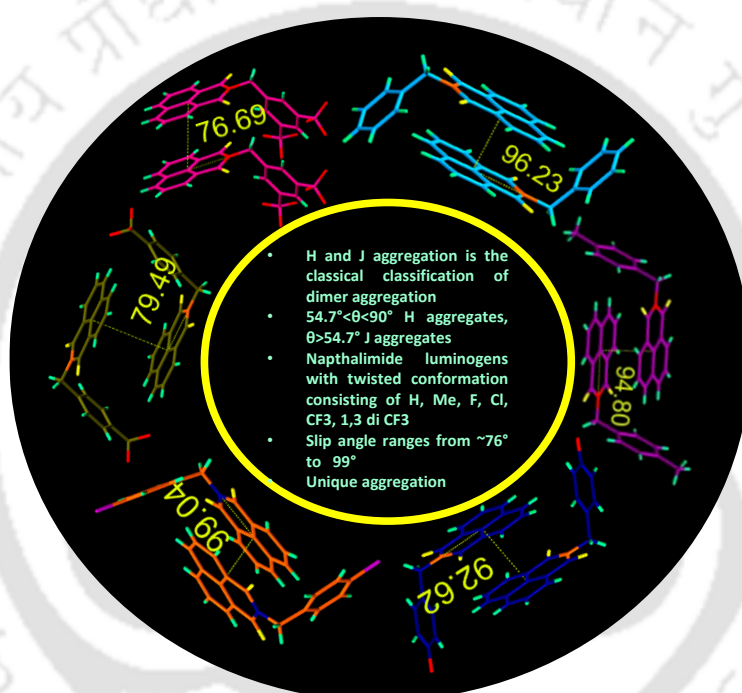 76.69
96.23
• H and J aggregation is the
classical classification of
dimer aggregation
• 54.7°<θ<90° H aggregates,
θ>54.7° J aggregates
• Napthalimide luminogens
with twisted conformation
consisting of H, Me, F, Cl,
CF3, 1,3 di CF3
• Slip angle ranges from ~76°
to 99°
• Unique aggregation
79.49
94.80
99.04
92.62